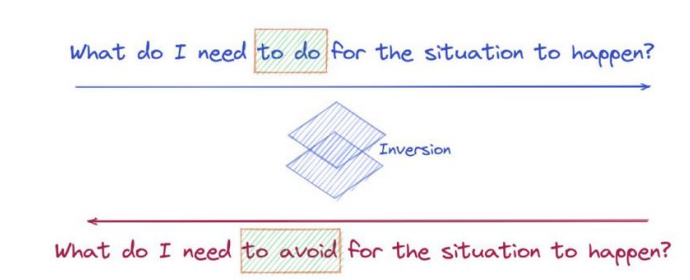 What do I need to do for the situation to happen?
Inversion
What do I need to avoid for the situation to happen?